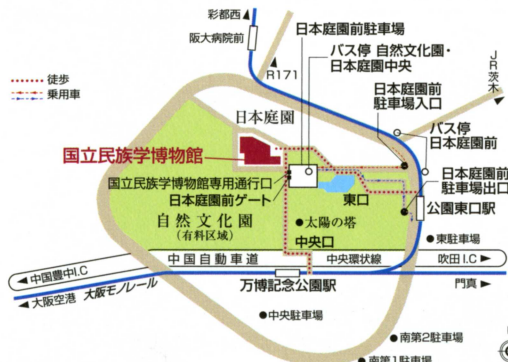 彩都西
阪大病院前
R171
日本庭園前駐車場
バス停 自然文化園・
日本庭園中央
JR茨木
徒歩
乗用車
日本庭園前
駐車場入口
日本庭園
バス停
日本庭園前
国立民族学博物館
国立民族学博物館専用通行口
日本庭園前ゲート
日本庭園前
駐車場出口
東口
公園東口駅
自然文化園
(有料区域)
太陽の塔
中央口
東駐車場
中国自動車道
中央環状線
吹田I.C
中国豊中I.C
大阪空港
大阪モノレール
万博記念公園駅
門真
中央駐車場
南第2駐車場
南第1駐車場